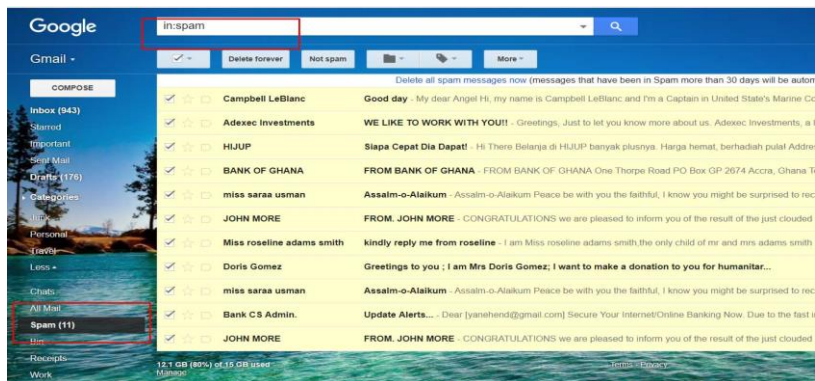 Google
in:spam
Gmail
Delete forever Not spam More
COMPOSE
Delete all spam messages now (messages that have been in Spam more than 30 days will be autom
Inbox (943)
Starred
Important
Sent Mail
Drafts (176)
Categories
Junk
Personal
Travel
Less
Chats
All Mail
Spam (11)
Bin
Receipts
Work
Campbell LeBlanc Good day - My dear Angel Hi, my name is Campbell LeBlanc and I'm a Captain in United State's Marine Co
Adexec Investments WE LIKE TO WORK WITH YOU!! - Greetings, Just to let you know more about us. Adexec Investments, a
HIJUP Siapa Cepat Dia Dapat! - Hi There Belanja di HIJUP banyak plusnya. Harga hemat, berhadiah pula! Addre
BANK OF GHANA FROM BANK OF GHANA - FROM BANK OF GHANA One Thorpe Road PO Box GP 2674 Accra, Ghana T
miss saraa usman Assalm-o-Alaikum - Assalm-o-Alaikum Peace be with you the faithful, I know you might be surprised to rec
JOHN MORE FROM. JOHN MORE - CONGRATULATIONS we are pleased to inform you of the result of the just clouded
Miss roseline adams smith kindly reply me from roseline - I am Miss roseline adams smith,the only child of mr and mrs adams smith
Doris Gomez Greetings to you ; I am Mrs Doris Gomez; I want to make a donation to you for humanitar...
miss saraa usman Assalm-o-Alaikum - Assalm-o-Alaikum Peace be with you the faithful, I know you might be surprised to rec
Bank CS Admin. Update Alerts... - Dear [yanehend@gmail.com] Secure Your Internet/Online Banking Now. Due to the fast i
JOHN MORE FROM. JOHN MORE - CONGRATULATIONS we are pleased to inform you of the result of the just clouded
12.1 GB (80%) of 15 GB used
Manage
Terms - Privacy